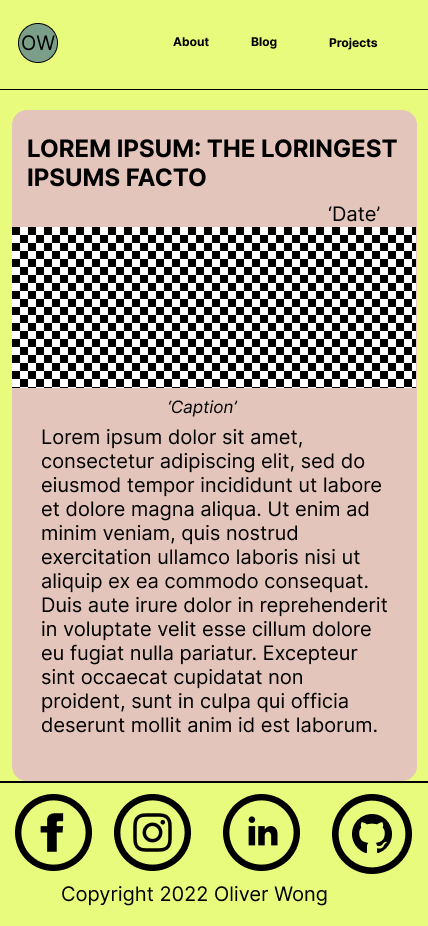 OW
About Blog Projects
LOREM IPSUM: THE LORINGEST
IPSUMS FACTO
‘Date’
‘Caption’
Lorem ipsum dolor sit amet,
consectetur adipiscing elit, sed do
eiusmod tempor incididunt ut labore
et dolore magna aliqua. Ut enim ad
minim veniam, quis nostrud
exercitation ullamco laboris nisi ut
aliquip ex ea commodo consequat.
Duis aute irure dolor in reprehenderit
in voluptate velit esse cillum dolore
eu fugiat nulla pariatur. Excepteur
sint occaecat cupidatat non
proident, sunt in culpa qui officia
deserunt mollit anim id est laborum.
f in
Copyright 2022 Oliver Wong